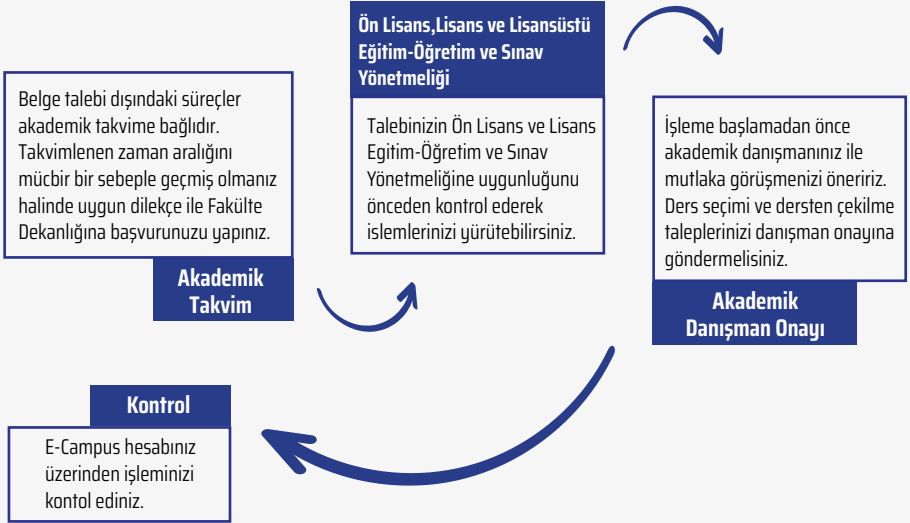 Belge talebi dışındaki süreçler
akademik takvime bağlıdır.
Takvimlenen zaman aralığını
mücbir bir sebeple geçmiş olmanız
halinde uygun dilekçe ile Fakülte
Dekanlığına başvurunuzu yapınız.
Akademik
Takvim
Ön Lisans,Lisans ve Lisansüstü
Eğitim-Öğretim ve Sınav
Yönetmeliği
Talebinizin Ön Lisans ve Lisans
Egitim-Öğretim ve Sınav
Yönetmeliğine uygunluğunu
önceden kontrol ederek
islemlerinizi yürütebilirsiniz.
İşleme başlamadan önce
akademik danışmanınız ile
mutlaka görüşmenizi öneririz.
Ders seçimi ve dersten çekilme
taleplerinizi danışman onayına
göndermelisiniz.
Akademik
Danışman Onayı
Kontrol
E-Campus hesabınız
üzerinden işleminizi
kontol ediniz.